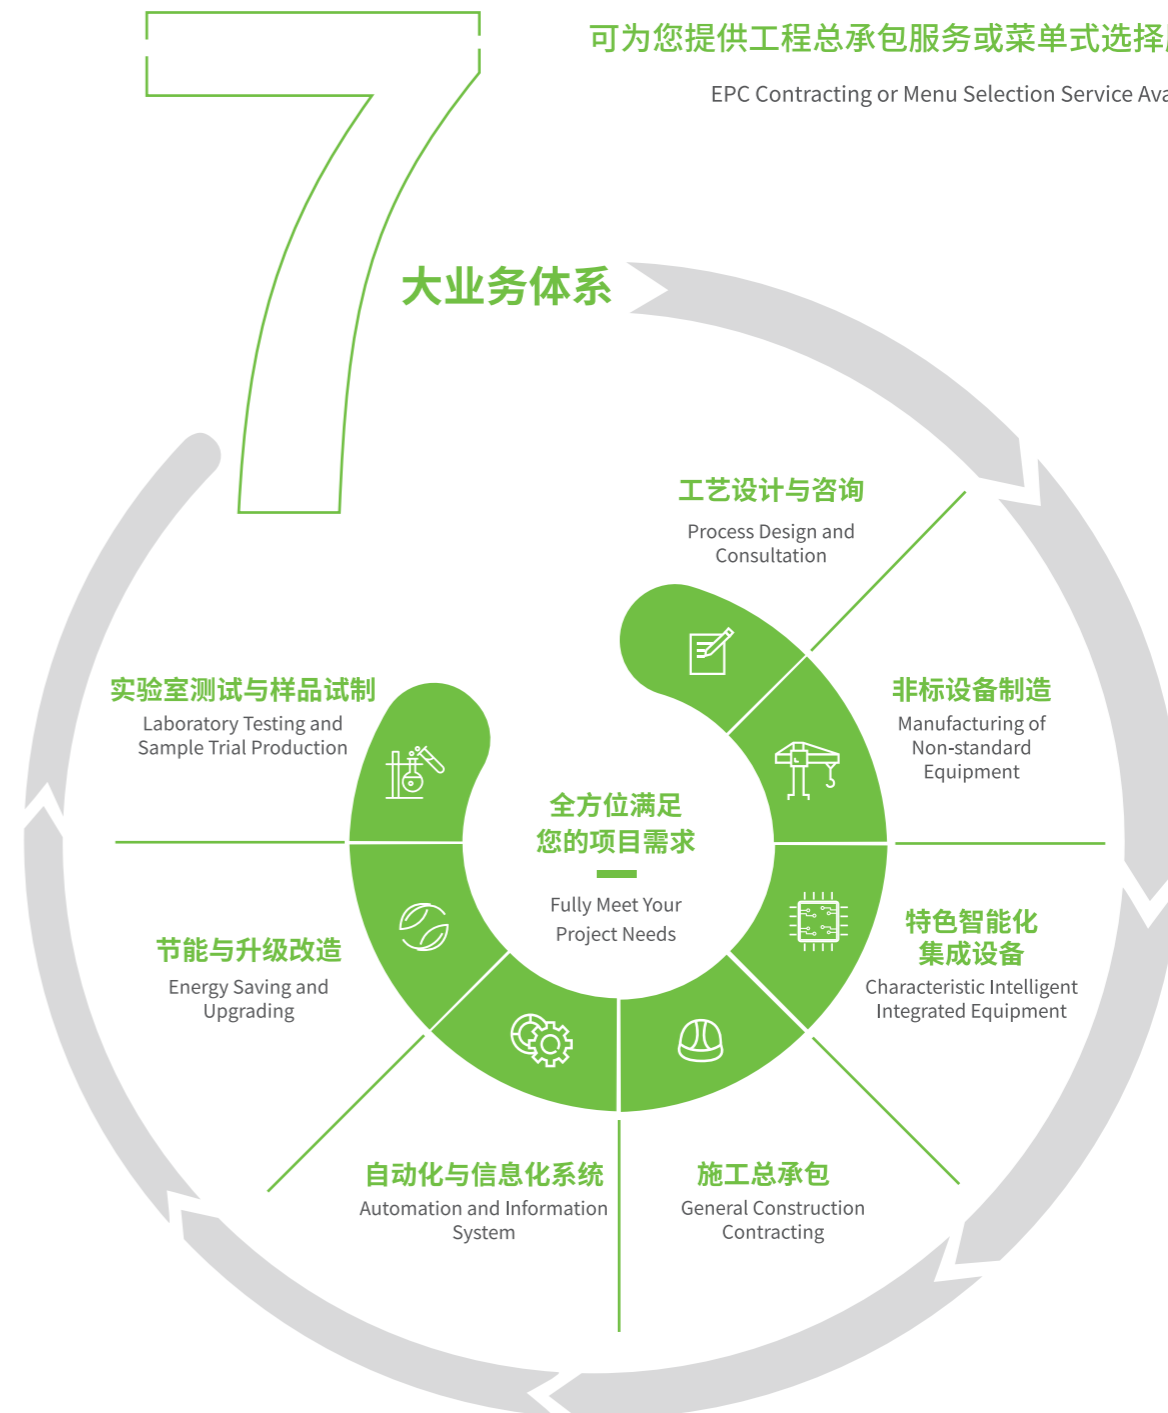 可为您提供工程总承包服务或菜单式选择
EPC Contracting or Menu Selection Service
7
大业务体系
工艺设计与咨询
Process Design and
Consultation
非标设备制造
Manufacturing of
Non-standard
Equipment
特色智能化
集成设备
Characteristic Intelligent
Integrated Equipment
施工总承包
General Construction
Contracting
自动化与信息化系统
Automation and Information
System
节能与升级改造
Energy Saving and
Upgrading
实验室测试与样品试制
Laboratory Testing and
Sample Trial Production
全方位满足
您的项目需求
Fully Meet Your
Project Needs